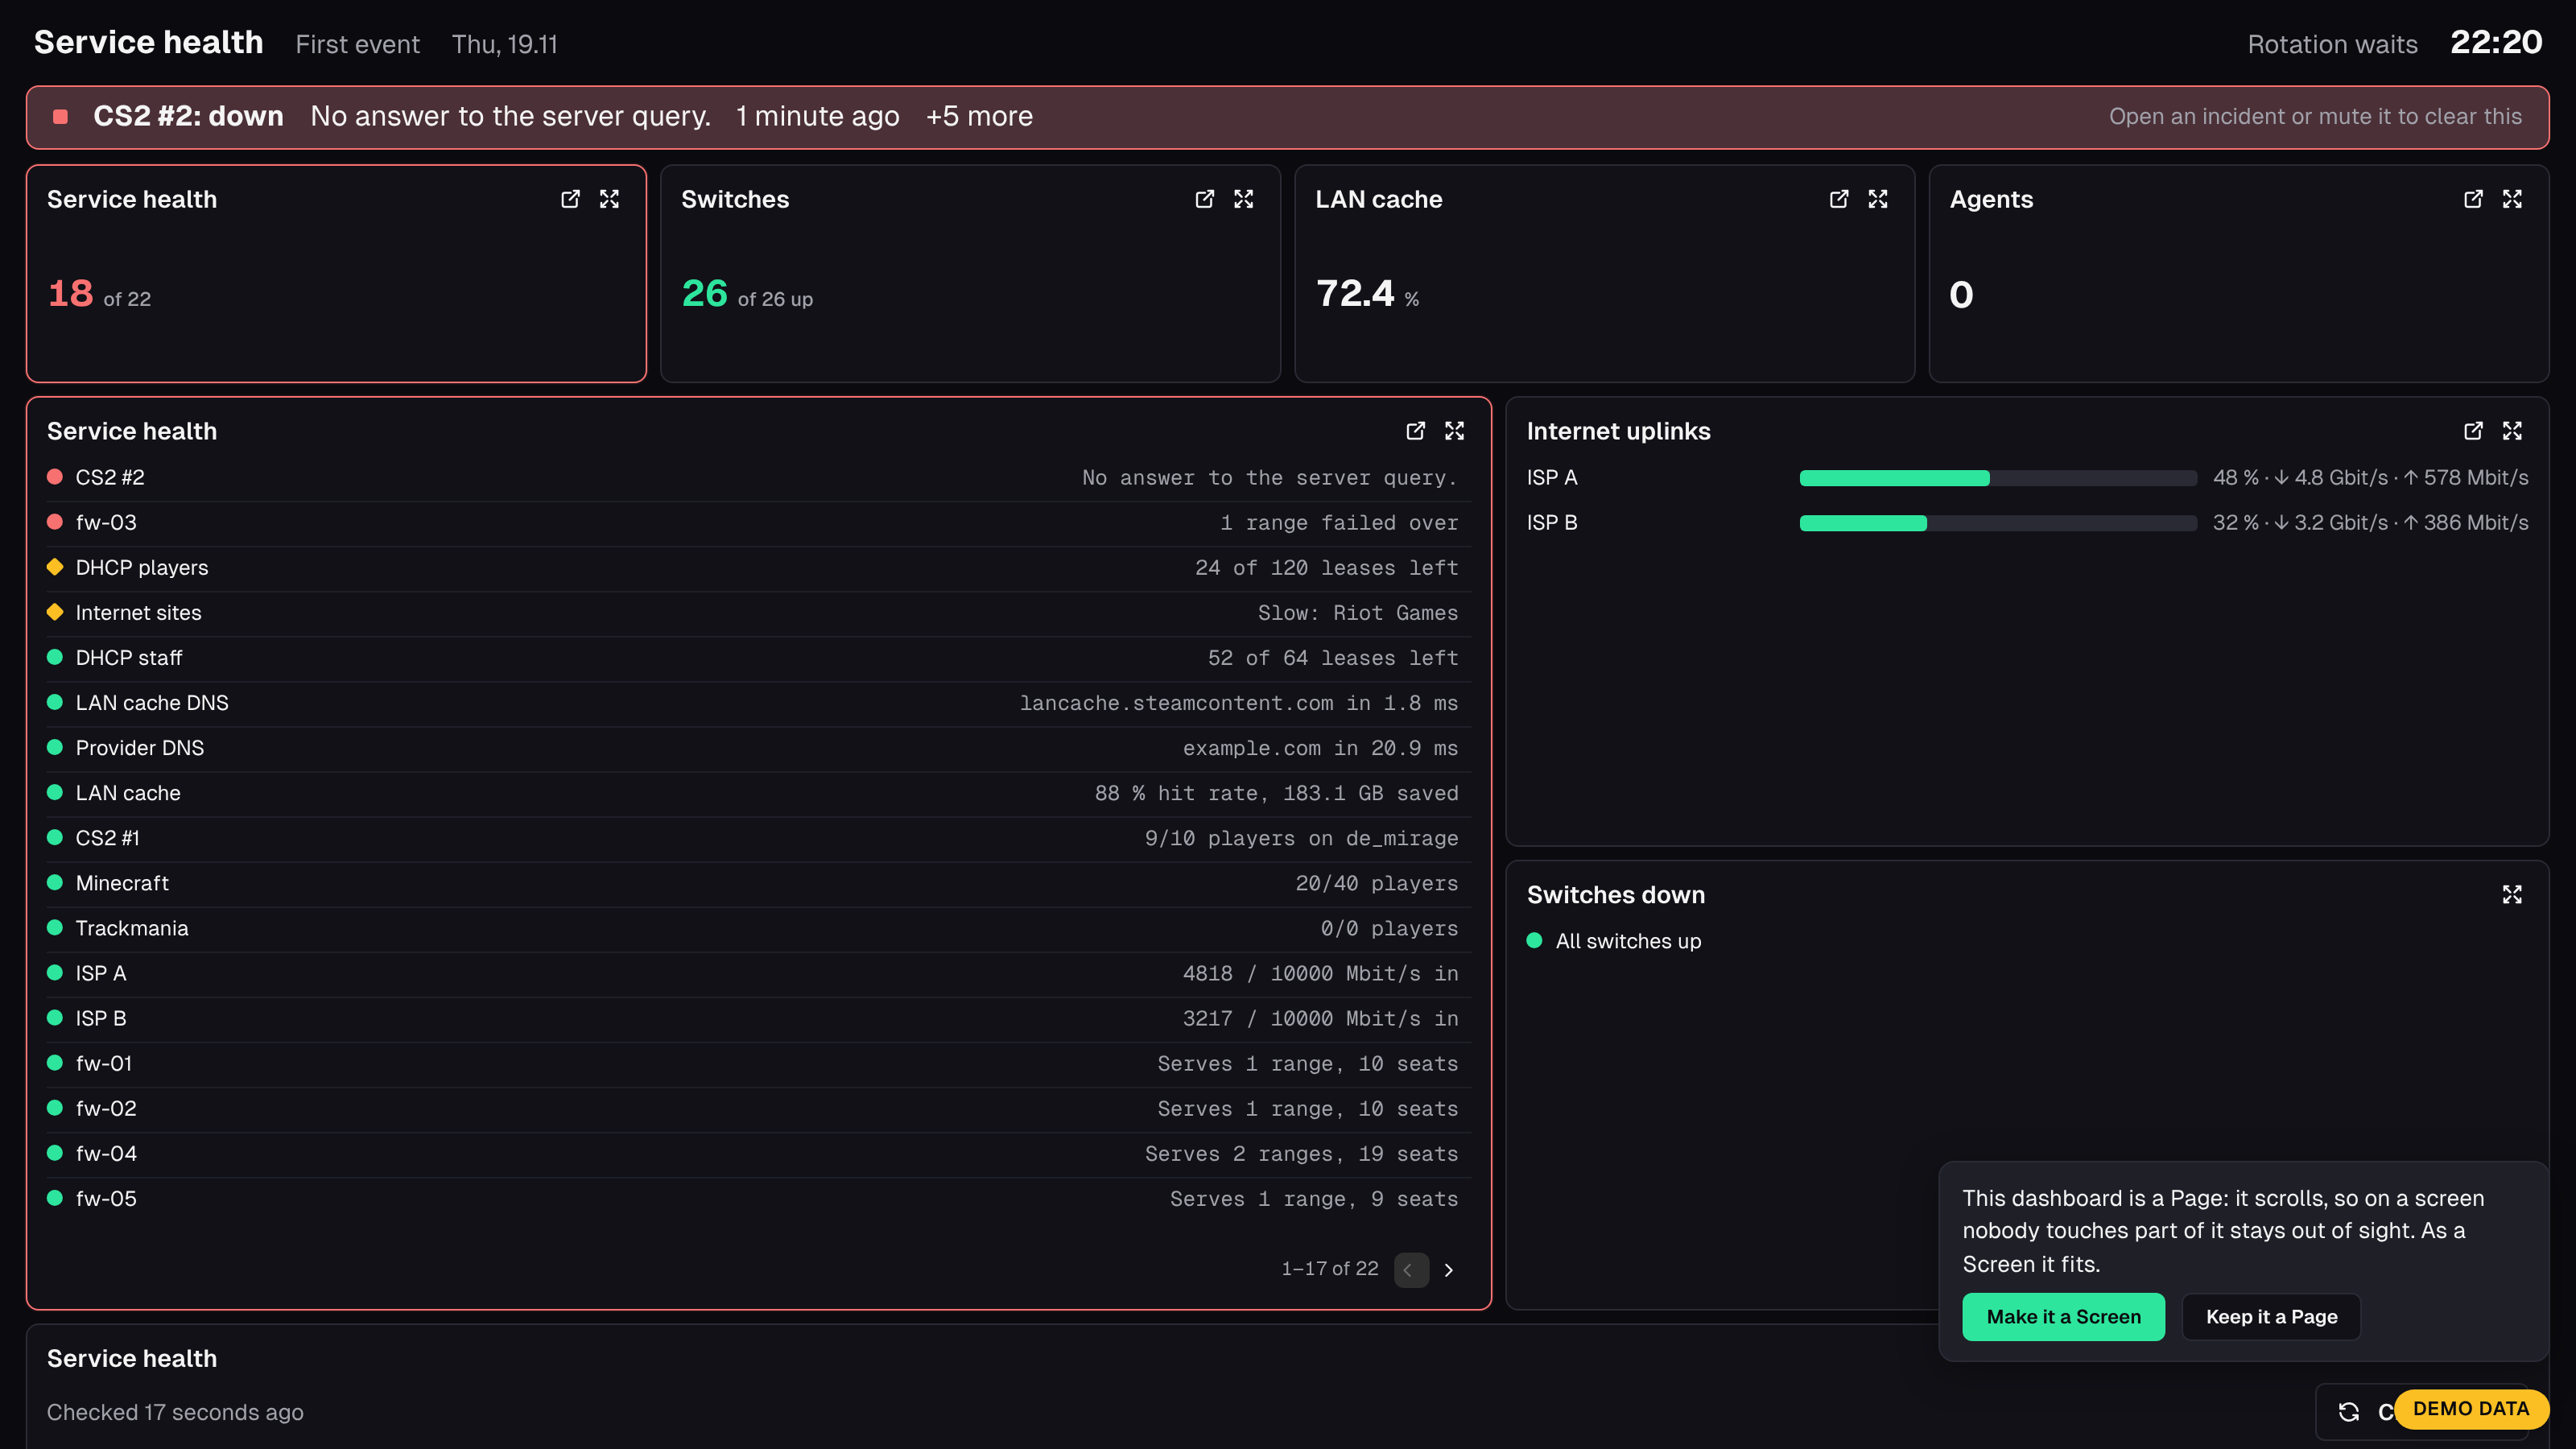 Service health First event Thu, 19.11 Rotation waits 22:20
CS2 #2: down No answer to the server query. 1 minute ago +5 more Open an incident or mute it to clear this
Service health
18 of 22
Switches
26 of 26 up
LAN cache
72.4 %
Agents
0
Service health
CS2 #2 No answer to the server query.
fw-03 1 range failed over
DHCP players 24 of 120 leases left
Internet sites Slow: Riot Games
DHCP staff 52 of 64 leases left
LAN cache DNS lancache.steamcontent.com in 1.8 ms
Provider DNS example.com in 20.9 ms
LAN cache 88 % hit rate, 183.1 GB saved
CS2 #1 9/10 players on de_mirage
Minecraft 20/40 players
Trackmania 0/0 players
ISP A 4818 / 10000 Mbit/s in
ISP B 3217 / 10000 Mbit/s in
fw-01 Serves 1 range, 10 seats
fw-02 Serves 1 range, 10 seats
fw-04 Serves 2 ranges, 19 seats
fw-05 Serves 1 range, 9 seats
1–17 of 22
Internet uplinks
ISP A 48 % · ↓ 4.8 Gbit/s · ↑ 578 Mbit/s
ISP B 32 % · ↓ 3.2 Gbit/s · ↑ 386 Mbit/s
Switches down
All switches up
This dashboard is a Page: it scrolls, so on a screen
nobody touches part of it stays out of sight. As a
Screen it fits.
Make it a Screen Keep it a Page
Service health
Checked 17 seconds ago
DEMO DATA